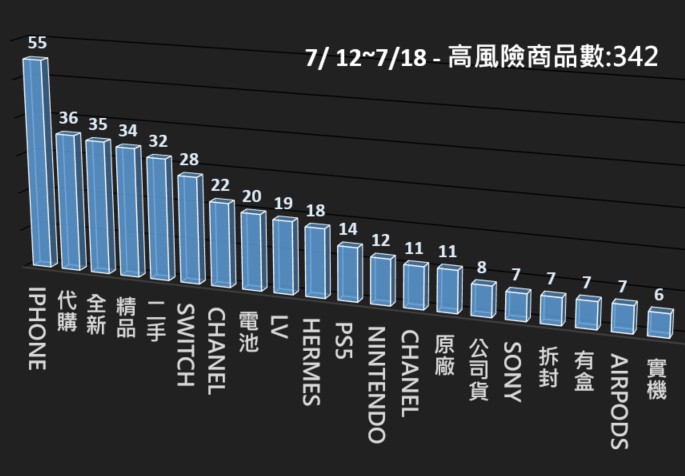 7/ 12~7/18 - 高風險商品數:342
55
36
35
34
32
28
22
20
19
18
14
12
11
11
8
7
7
7
7
6
IPHONE
代購
全新
精品
二手
SWITCH
CHANEL
電池
LV
HERMES
PS5
NINTENDO
CHANEL
原廠
公司貨
SONY
拆封
有盒
AIRPODS
實機